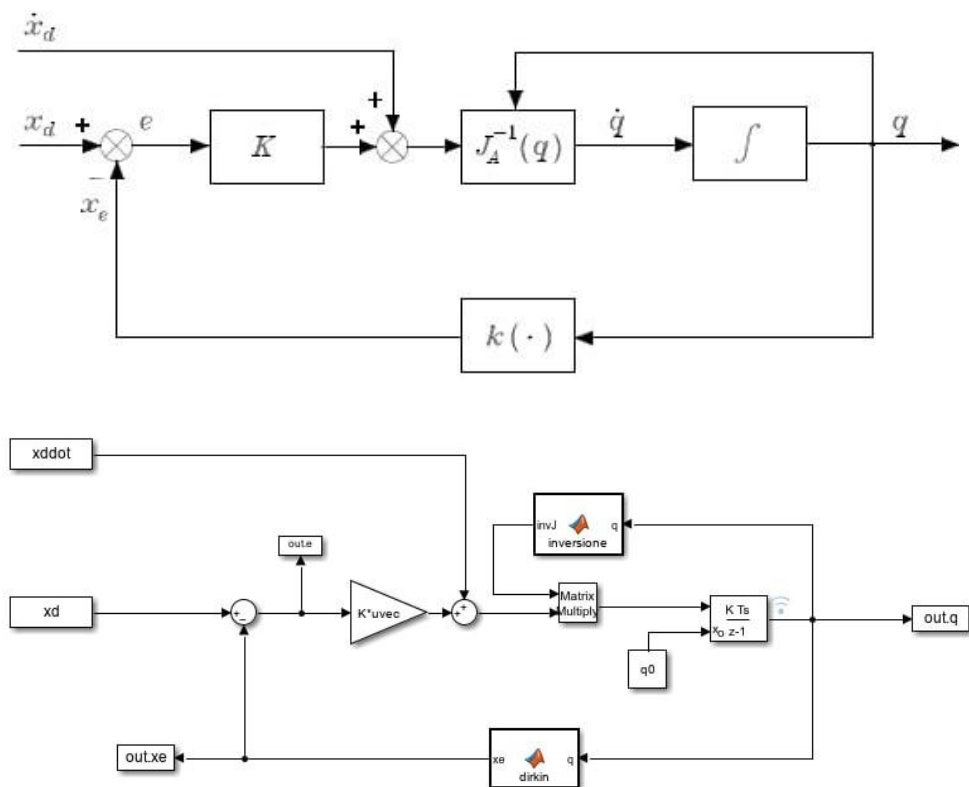 ẋ_d
x_d + e K + + J_A^{-1}(q) q̇ ∫ q
−
x_e
k(·)
xddot
invJ q
inversione
out.e
xd
+
−
K*uvec
+
+
Matrix
Multiply
K Ts
z-1
x_o
q0
out.q
out.xe
xe q
dirkin